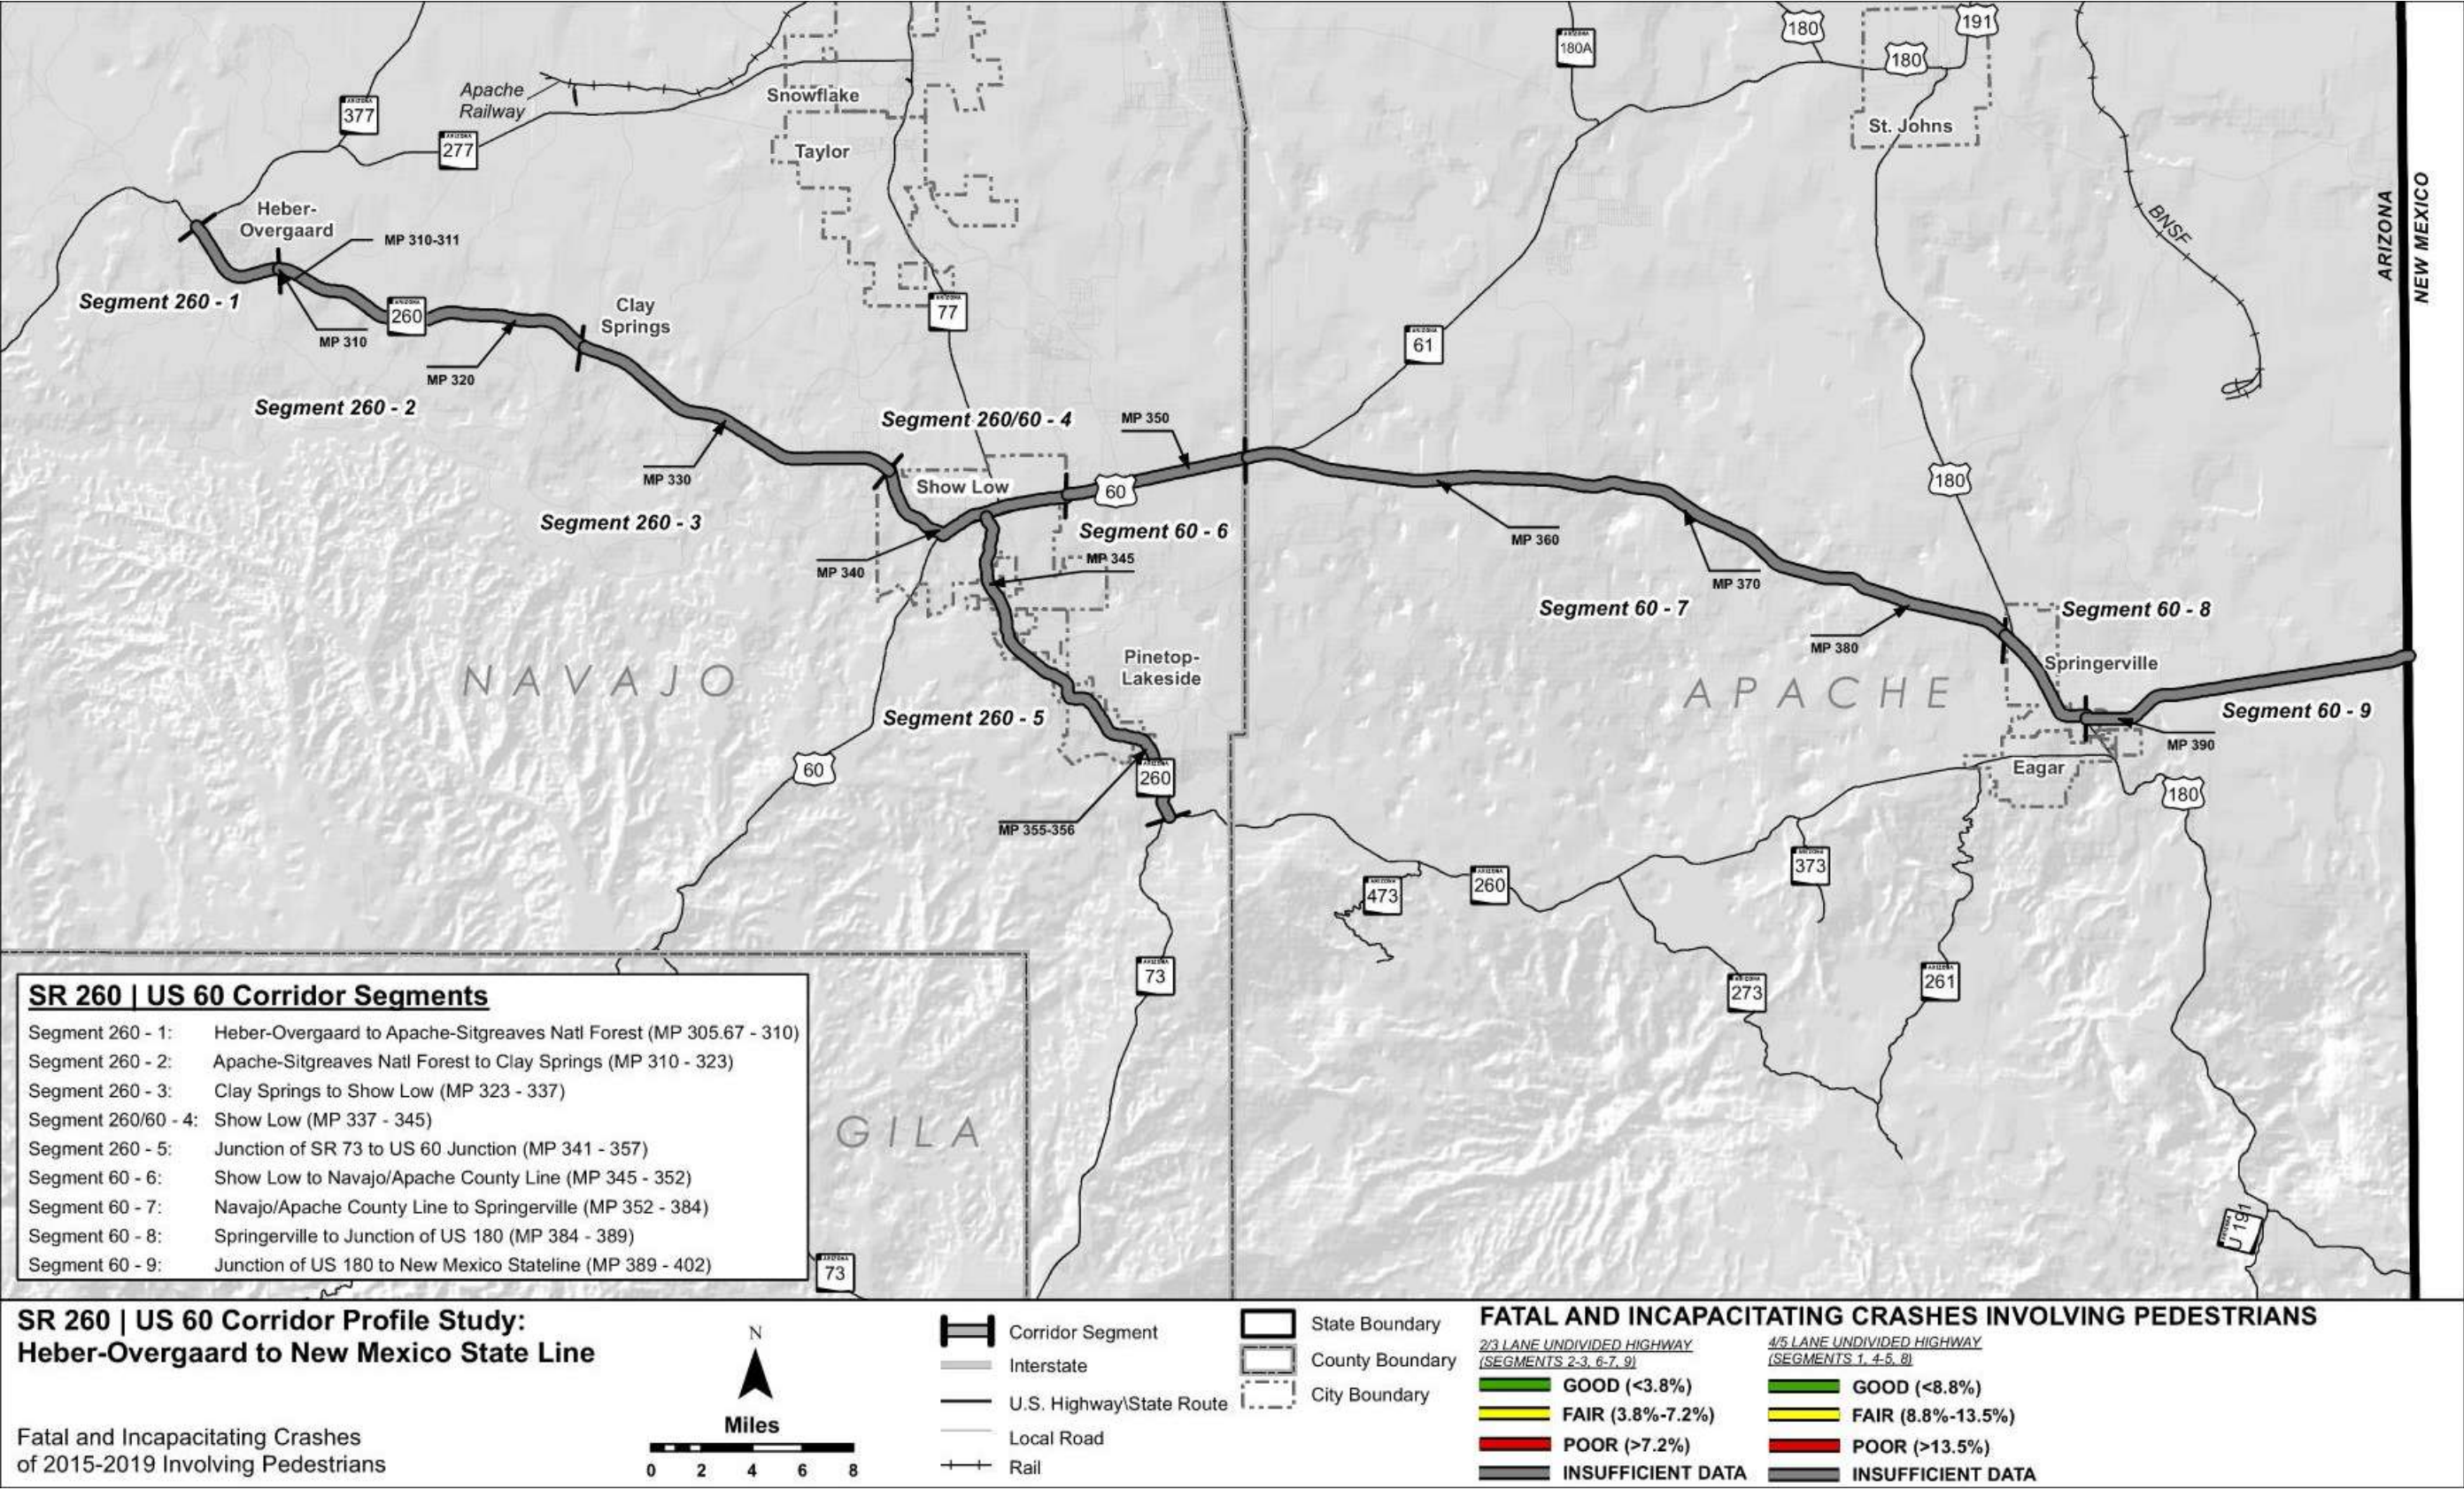 180
191
ARIZONA
180A
180
Apache
Railway
Snowflake
ARIZONA
377
ARIZONA
277
Taylor
St. Johns
ARIZONA
NEW MEXICO
BNSF
Heber-
Overgaard
MP 310-311
Segment 260 - 1
ARIZONA
260
Clay
Springs
ARIZONA
77
MP 310
ARIZONA
61
MP 320
Segment 260 - 2
Segment 260/60 - 4
MP 350
MP 330
Show Low
60
180
Segment 260 - 3
Segment 60 - 6
MP 360
MP 345
MP 340
MP 370
Segment 60 - 7
Segment 60 - 8
MP 380
Pinetop-
Lakeside
Springerville
NAVAJO
APACHE
Segment 260 - 5
Segment 60 - 9
MP 390
60
ARIZONA
260
Eagar
180
MP 355-356
ARIZONA
373
ARIZONA
473
ARIZONA
260
ARIZONA
73
ARIZONA
273
ARIZONA
261
GILA
ARIZONA
U 191
ARIZONA
73
SR 260 | US 60 Corridor Segments
Segment 260 - 1: Heber-Overgaard to Apache-Sitgreaves Natl Forest (MP 305.67 - 310)
Segment 260 - 2: Apache-Sitgreaves Natl Forest to Clay Springs (MP 310 - 323)
Segment 260 - 3: Clay Springs to Show Low (MP 323 - 337)
Segment 260/60 - 4: Show Low (MP 337 - 345)
Segment 260 - 5: Junction of SR 73 to US 60 Junction (MP 341 - 357)
Segment 60 - 6: Show Low to Navajo/Apache County Line (MP 345 - 352)
Segment 60 - 7: Navajo/Apache County Line to Springerville (MP 352 - 384)
Segment 60 - 8: Springerville to Junction of US 180 (MP 384 - 389)
Segment 60 - 9: Junction of US 180 to New Mexico Stateline (MP 389 - 402)
SR 260 | US 60 Corridor Profile Study:
Heber-Overgaard to New Mexico State Line
Fatal and Incapacitating Crashes
of 2015-2019 Involving Pedestrians
N
Miles
0 2 4 6 8
Corridor Segment
Interstate
U.S. Highway\State Route
Local Road
Rail
State Boundary
County Boundary
City Boundary
FATAL AND INCAPACITATING CRASHES INVOLVING PEDESTRIANS
2/3 LANE UNDIVIDED HIGHWAY
(SEGMENTS 2-3, 6-7, 9)
GOOD (<3.8%)
FAIR (3.8%-7.2%)
POOR (>7.2%)
INSUFFICIENT DATA
4/5 LANE UNDIVIDED HIGHWAY
(SEGMENTS 1, 4-5, 8)
GOOD (<8.8%)
FAIR (8.8%-13.5%)
POOR (>13.5%)
INSUFFICIENT DATA